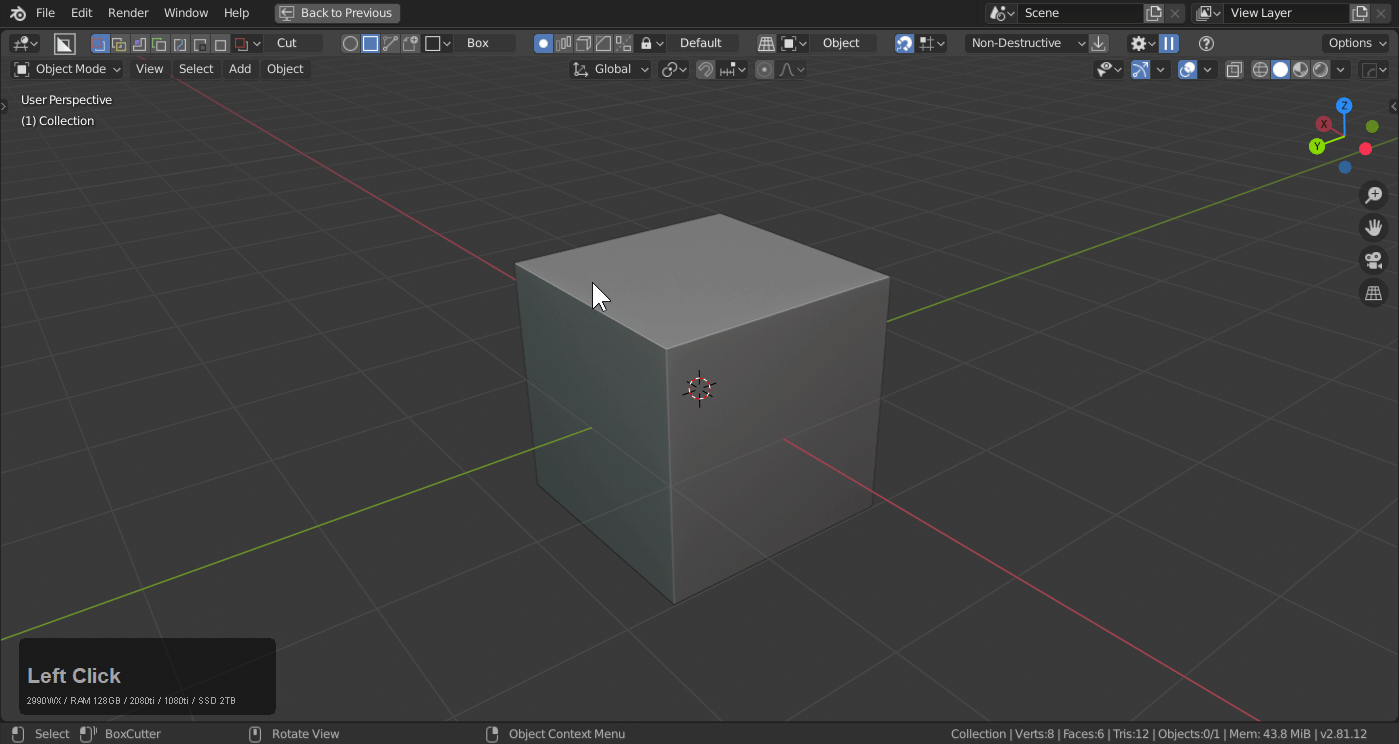 File Edit Render Window Help Back to Previous Scene View Layer
Cut Box Default Object Non-Destructive Options
Object Mode View Select Add Object Global
User Perspective
(1) Collection
Z
X
Y
Left Click
2990WX / RAM 128GB / 2080ti / 1080ti / SSD 2TB
Select BoxCutter Rotate View Object Context Menu Collection | Verts:8 | Faces:6 | Tris:12 | Objects:0/1 | Mem: 43.8 MiB | v2.81.12